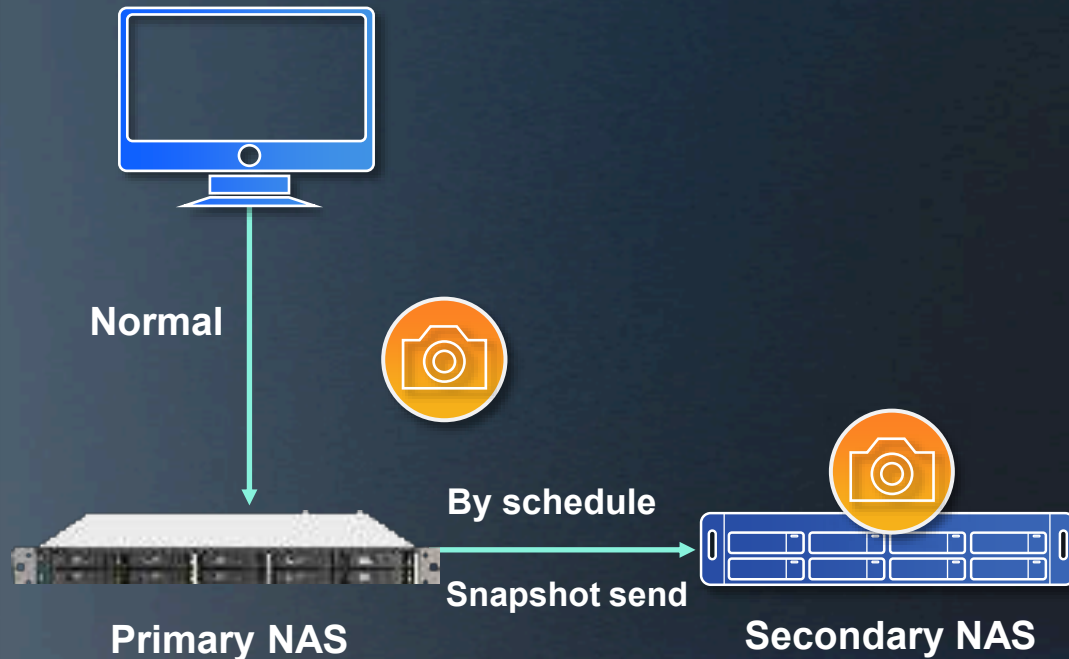 Normal
By schedule
Snapshot send
Primary NAS
Secondary NAS